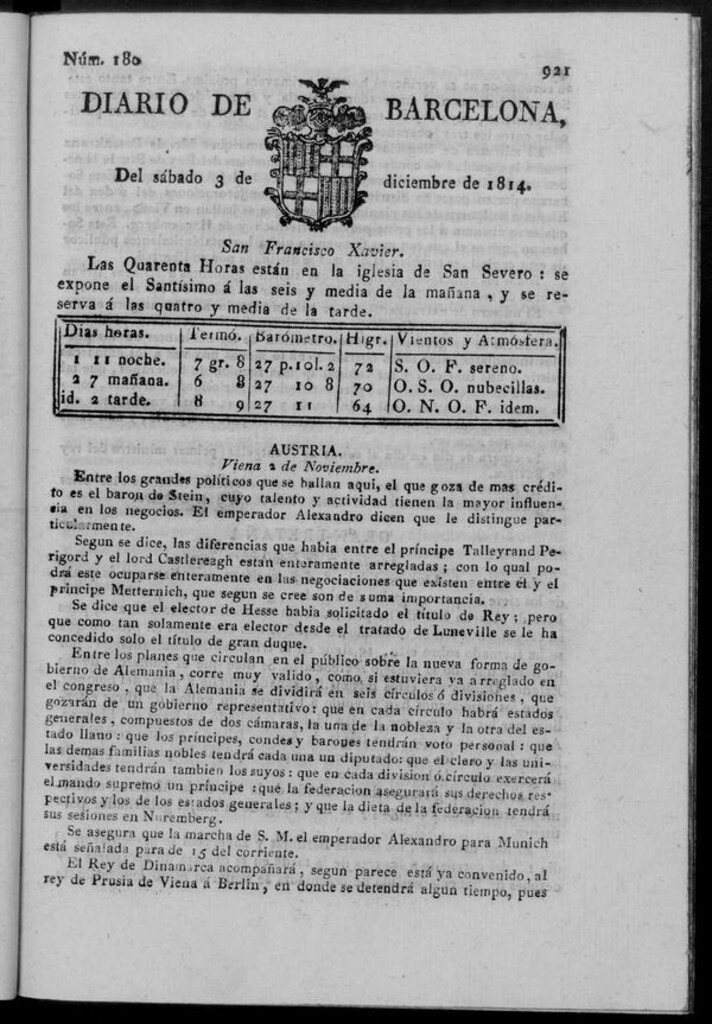 Núm. 180
921
DIARIO DE BARCELONA,
Del sábado 3 de diciembre de 1814.
San Francisco Xavier.
Las Quarenta Horas están en la iglesia de San Severo : se
expone el Santísimo á las seis y media de la mañana , y se re-
serva á las quatro y media de la tarde.
Dias horas. Termó. Barómetro. Higr. Vientos y Atmósfera.
1 11 noche. 7 gr. 8 27 p. 10 l. 2 72 S. O. F. sereno.
2 7 mañana. 6 8 27 10 8 70 O. S. O. nubecillas.
id. 2 tarde. 8 9 27 11 64 O. N. O. F. idem.
AUSTRIA.
Viena 2 de Noviembre.
Entre los grandes políticos que se hallan aquí, el que goza de mas crédi-
to es el baron de Stein, cuyo talento y actividad tienen la mayor influen-
cia en los negocios. El emperador Alexandro dicen que le distingue par-
ticularmente.
Segun se dice, las diferencias que habia entre el príncipe Talleyrand Pe-
rigord y el lord Castlereagh están enteramente arregladas ; con lo qual po-
drá este ocuparse enteramente en las negociaciones que existen entre él y el
príncipe Metternich, que segun se cree son de suma importancia.
Se dice que el elector de Hesse habia solicitado el título de Rey ; pero
que como tan solamente era elector desde el tratado de Luneville se le ha
concedido solo el título de gran duque.
Entre los planes que circulan en el público sobre la nueva forma de go-
bierno de Alemania , corre muy valido , como si estuviera ya arreglado en
el congreso , que la Alemania se dividirá en seis círculos ó divisiones , que
gozarán de un gobierno representativo : que en cada círculo habrá estados
generales , compuestos de dos cámaras, la una de la nobleza y la otra del es-
tado llano : que los príncipes, condes y barones tendrán voto personal : que
las demas familias nobles tendrá cada una un diputado: que el clero y las uni-
versidades tendrán tambien los suyos : que en cada division ó círculo exercerá
el mando supremo un príncipe : que la federacion asegurará sus derechos res-
pectivos y los de los estados generales ; y que la dieta de la federacion tendrá
sus sesiones en Nuremberg.
Se asegura que la marcha de S. M. el emperador Alexandro para Munich
está señalada para de 15 del corriente.
El Rey de Dinamarca acompañará , segun parece está ya convenido, al
rey de Prusia de Viena á Berlin, en donde se detendrá algun tiempo, pues